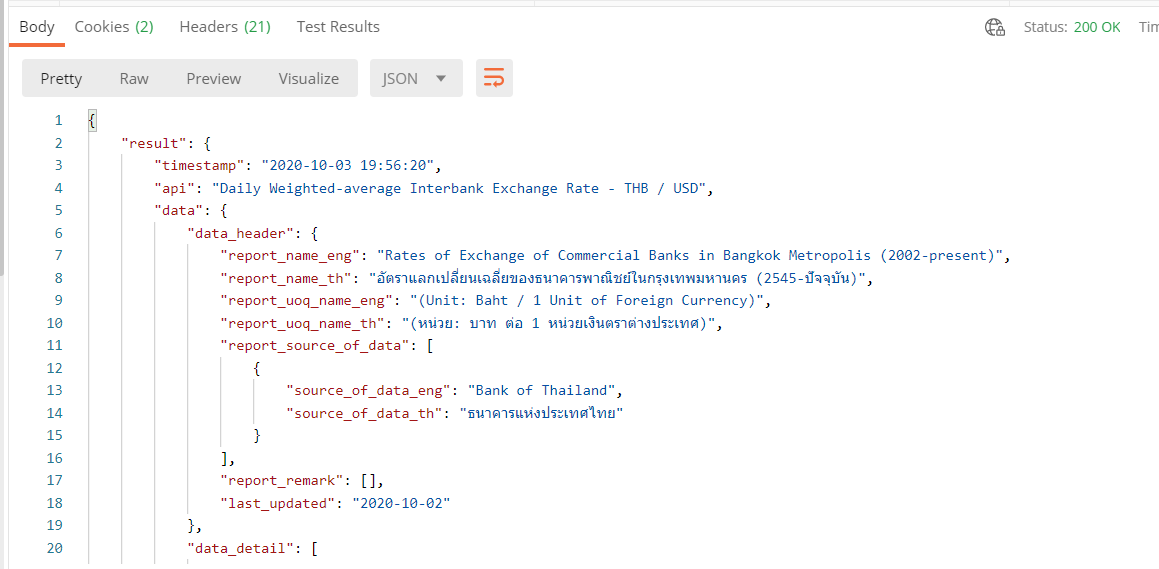 Body Cookies (2) Headers (21) Test Results Status: 200 OK
Pretty Raw Preview Visualize JSON
1 {
2 "result": {
3 "timestamp": "2020-10-03 19:56:20",
4 "api": "Daily Weighted-average Interbank Exchange Rate - THB / USD",
5 "data": {
6 "data_header": {
7 "report_name_eng": "Rates of Exchange of Commercial Banks in Bangkok Metropolis (2002-present)",
8 "report_name_th": "อัตราแลกเปลี่ยนเฉลี่ยของธนาคารพาณิชย์ในกรุงเทพมหานคร (2545-ปัจจุบัน)",
9 "report_uoq_name_eng": "(Unit: Baht / 1 Unit of Foreign Currency)",
10 "report_uoq_name_th": "(หน่วย: บาท ต่อ 1 หน่วยเงินตราต่างประเทศ)",
11 "report_source_of_data": [
12 {
13 "source_of_data_eng": "Bank of Thailand",
14 "source_of_data_th": "ธนาคารแห่งประเทศไทย"
15 }
16 ],
17 "report_remark": [],
18 "last_updated": "2020-10-02"
19 },
20 "data_detail": [